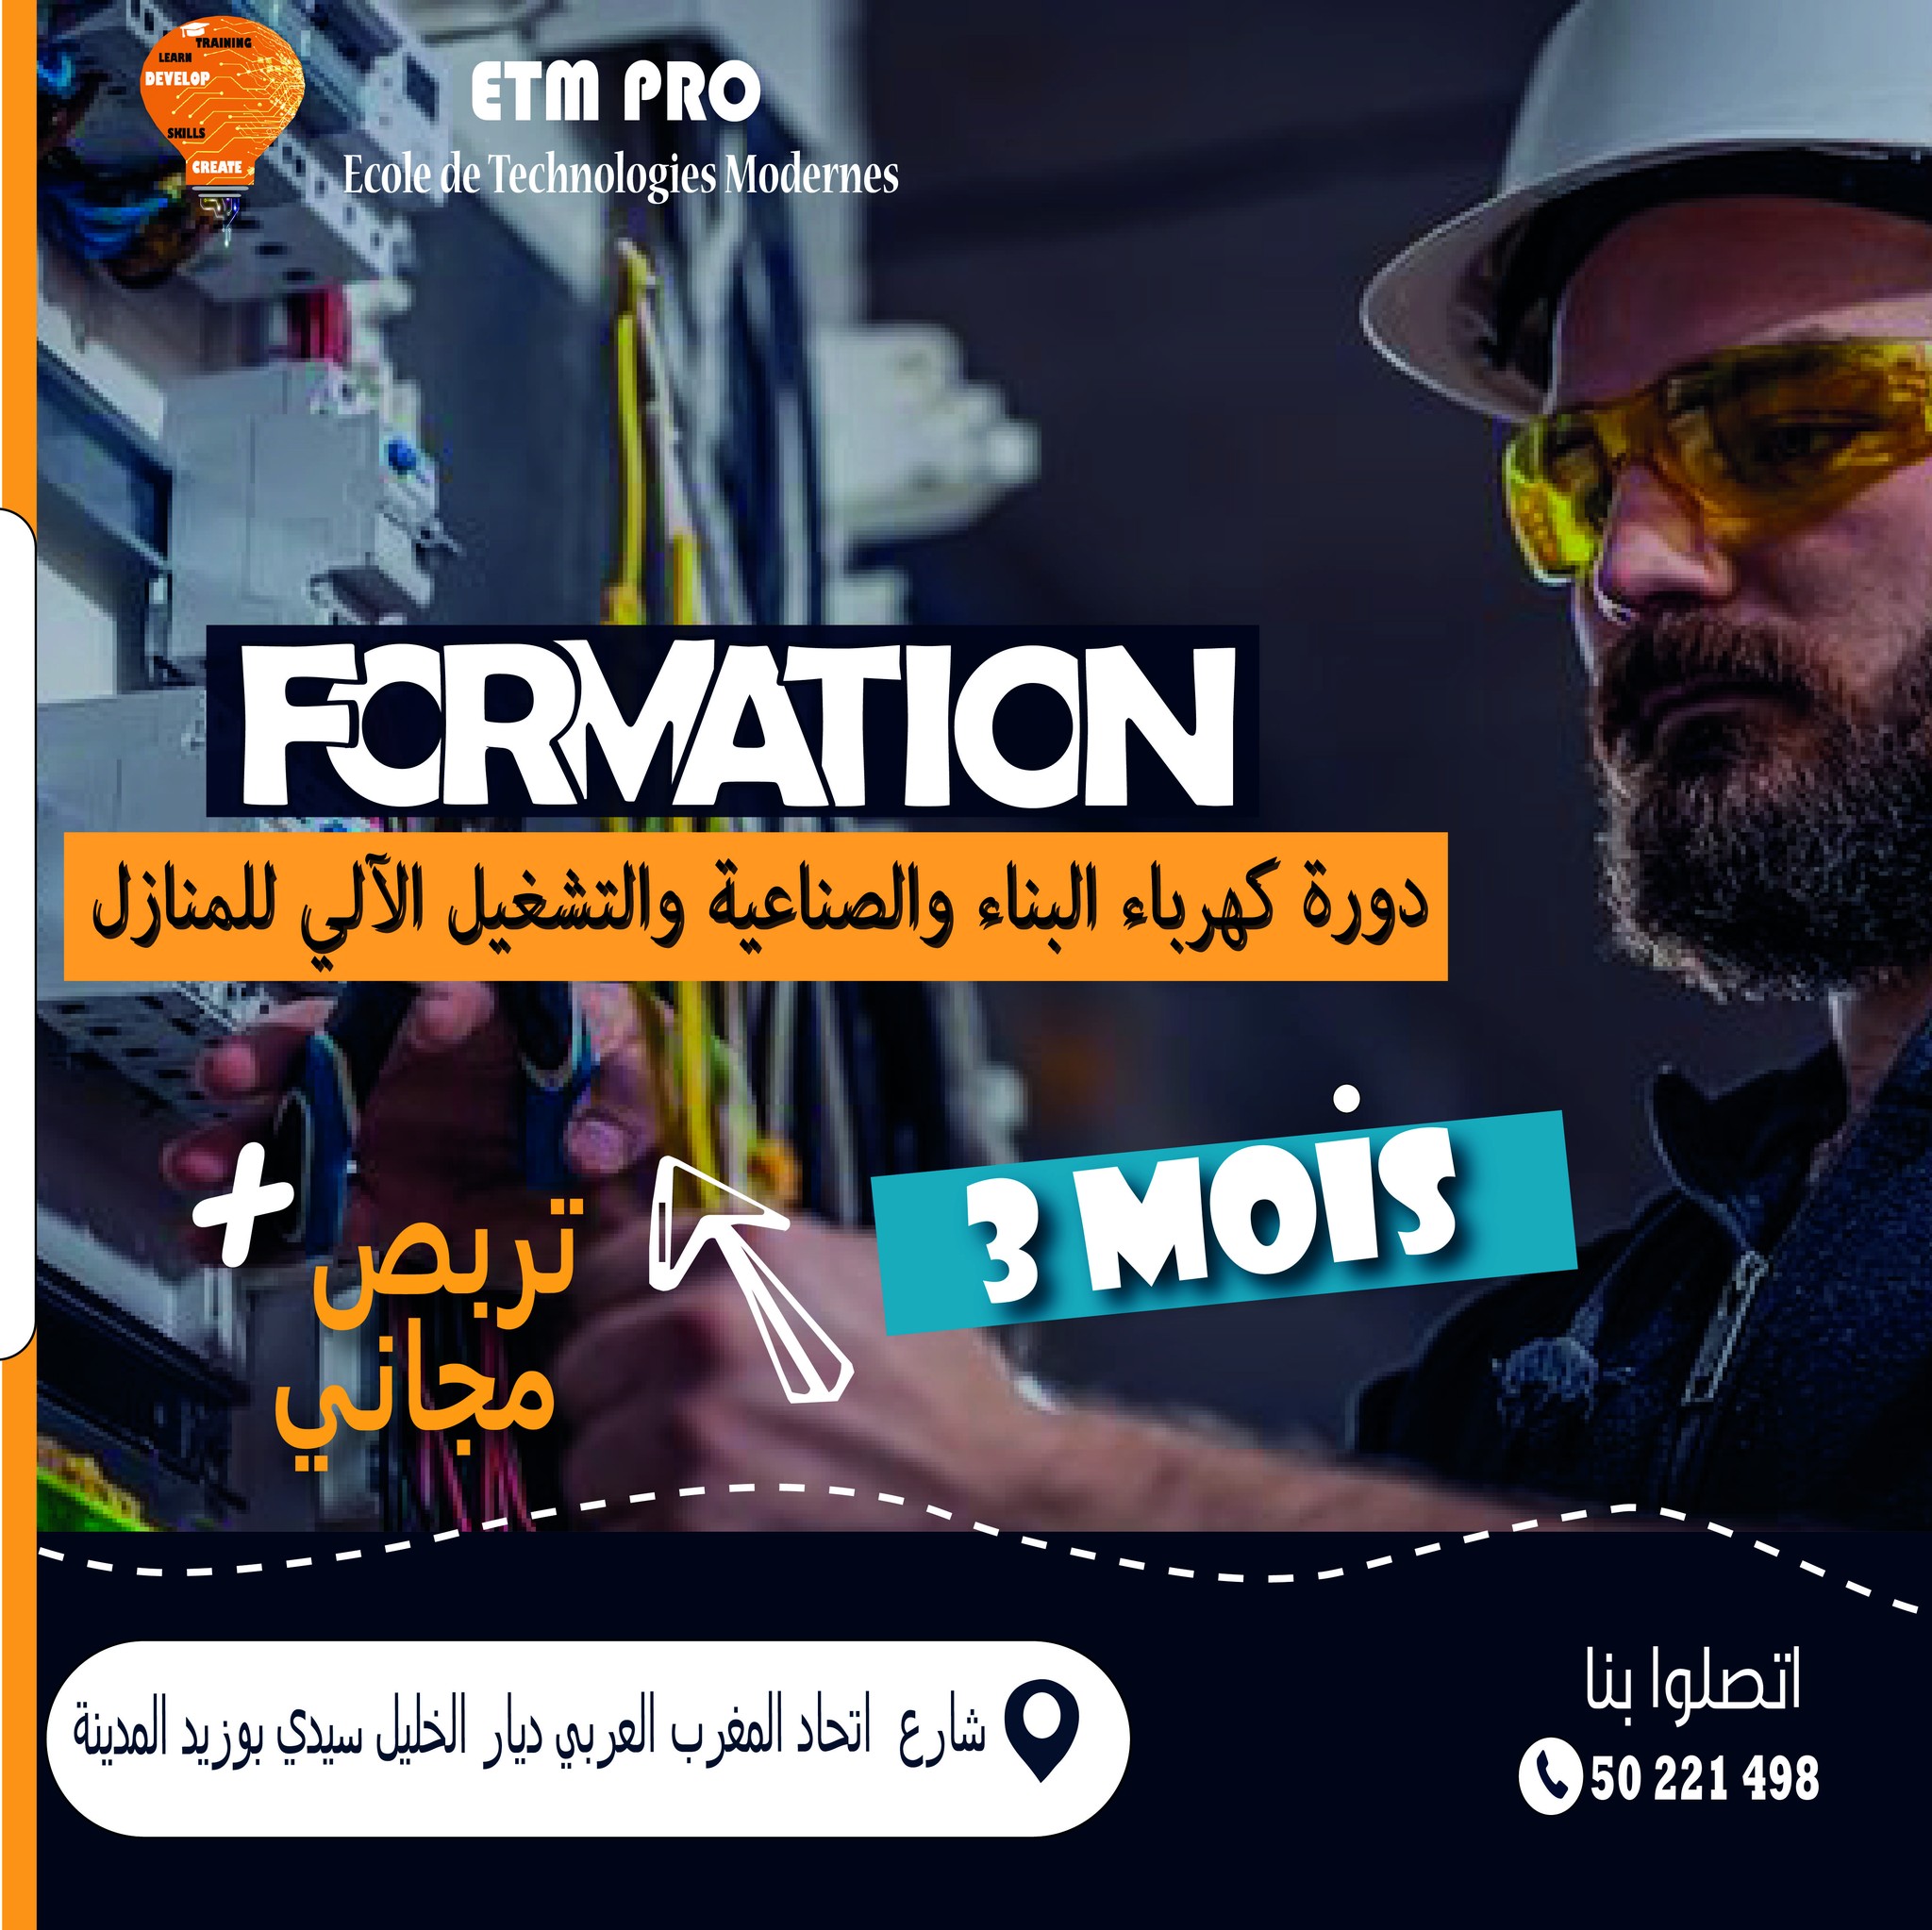 TRAINING
LEARN
DEVELOP
SKILLS
CREATE
ETM PRO
Ecole de Technologies Modernes
FORMATION
دورة كهرباء البناء والصناعية والتشغيل الآلي للمنازل
3 MOIS
+
تربص
مجاني
شارع اتحاد المغرب العربي ديار الخليل سيدي بوزيد المدينة
اتصلوا بنا
50 221 498